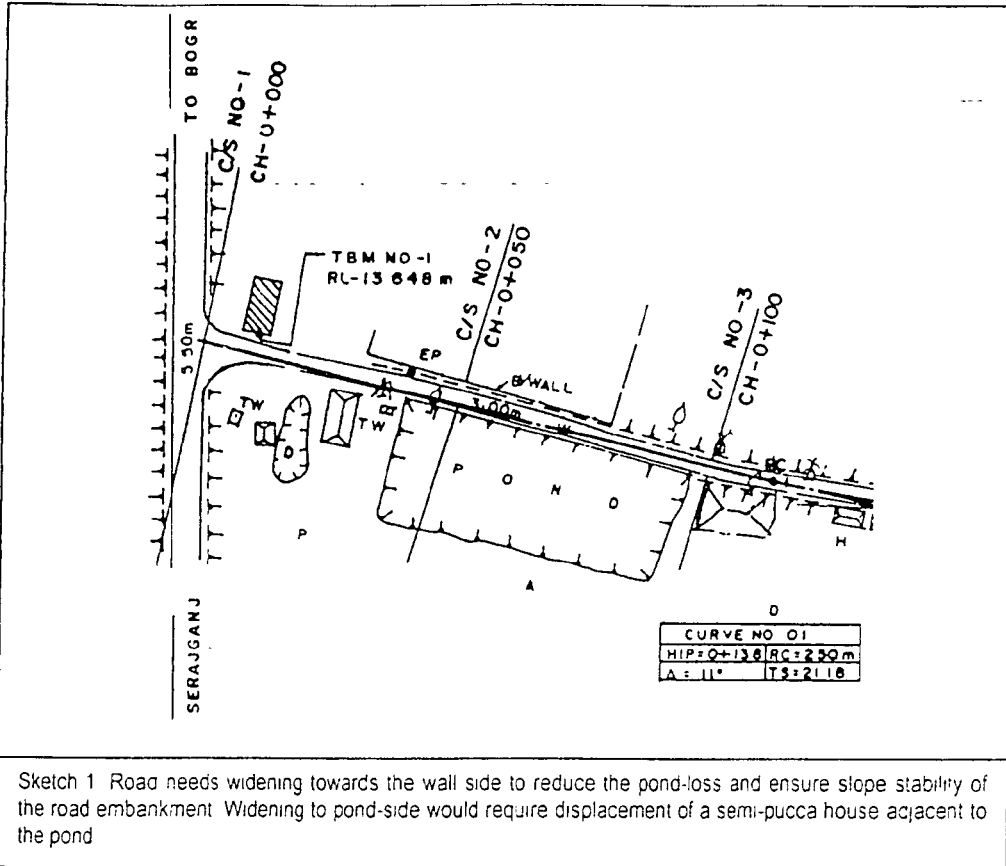 TO BOGR
C/S NO-1
CH-0+000
TBM NO-1
RL-13 648 m
C/S NO-2
CH-0+050
C/S NO-3
CH-0+100
5 50m
EP
B/WALL
3.00m
TW
TW
D
P O N D
P
A
H
D
SERAJGANJ
CURVE NO 01
HIP=0+138 RC=250m
Δ = 11° TS=21 18
Sketch 1 Road needs widening towards the wall side to reduce the pond-loss and ensure slope stability of
the road embankment Widening to pond-side would require displacement of a semi-pucca house adjacent to
the pond